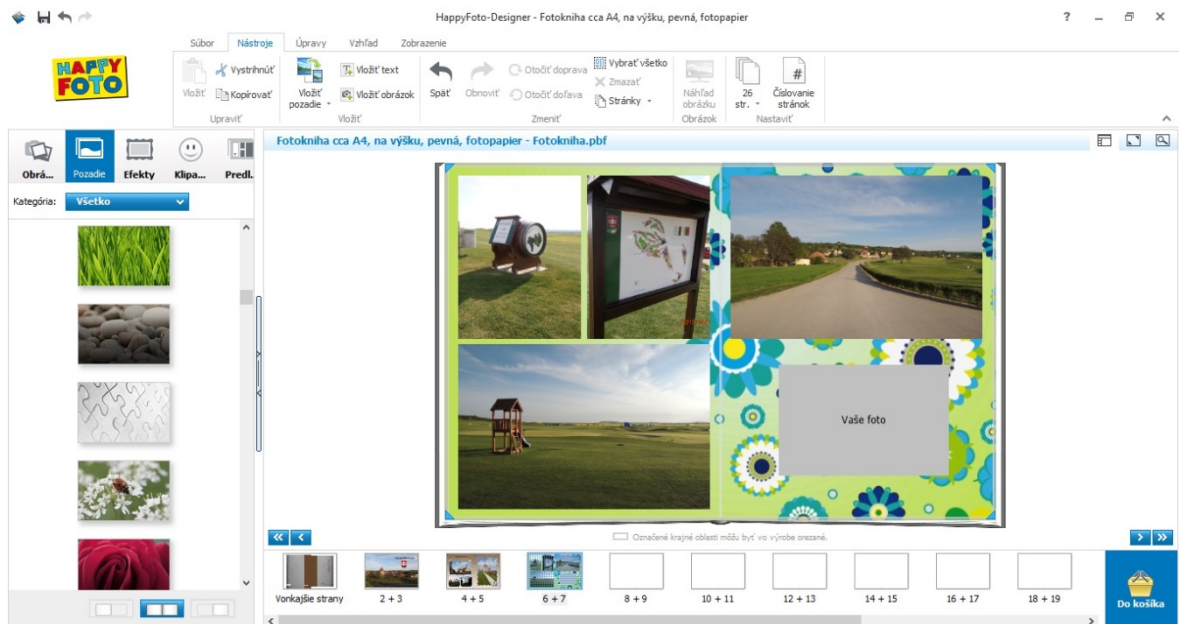 HappyFoto-Designer - Fotokniha cca A4, na výšku, pevná, fotopapier
?
HAPPY
FOTO
Súbor Nástroje Úpravy Vzhľad Zobrazenie
Vložiť
Vystrihnúť
Kopírovať
Upraviť
Vložiť
pozadie
Vložiť text
Vložiť obrázok
Vložiť
Späť
Obnoviť
Otočiť doprava
Otočiť doľava
Vybrať všetko
Zmazať
Stránky
Zmeniť
Náhľad
obrázku
Obrázok
26
str.
#
Číslovanie
stránok
Nastaviť
Obrá... Pozadie Efekty Klipa... Predl.
Kategória: Všetko
Fotokniha cca A4, na výšku, pevná, fotopapier - Fotokniha.pbf
Vaše foto
Označené krajné oblasti môžu byť vo výrobe orezané.
Vonkajšie strany 2 + 3 4 + 5 6 + 7 8 + 9 10 + 11 12 + 13 14 + 15 16 + 17 18 + 19
Do košíka